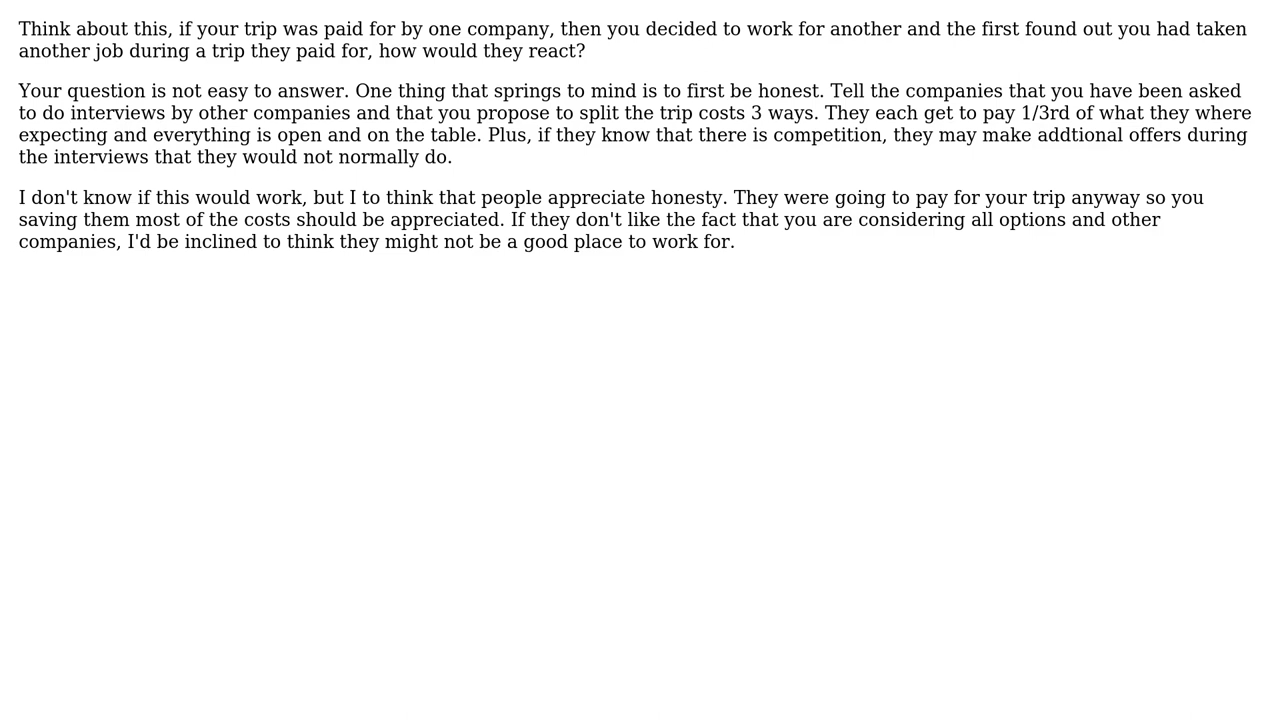 Think about this, if your trip was paid for by one company, then you decided to work for another and the first found out you had taken
another job during a trip they paid for, how would they react?
Your question is not easy to answer. One thing that springs to mind is to first be honest. Tell the companies that you have been asked
to do interviews by other companies and that you propose to split the trip costs 3 ways. They each get to pay 1/3rd of what they where
expecting and everything is open and on the table. Plus, if they know that there is competition, they may make addtional offers during
the interviews that they would not normally do.
I don't know if this would work, but I to think that people appreciate honesty. They were going to pay for your trip anyway so you
saving them most of the costs should be appreciated. If they don't like the fact that you are considering all options and other
companies, I'd be inclined to think they might not be a good place to work for.